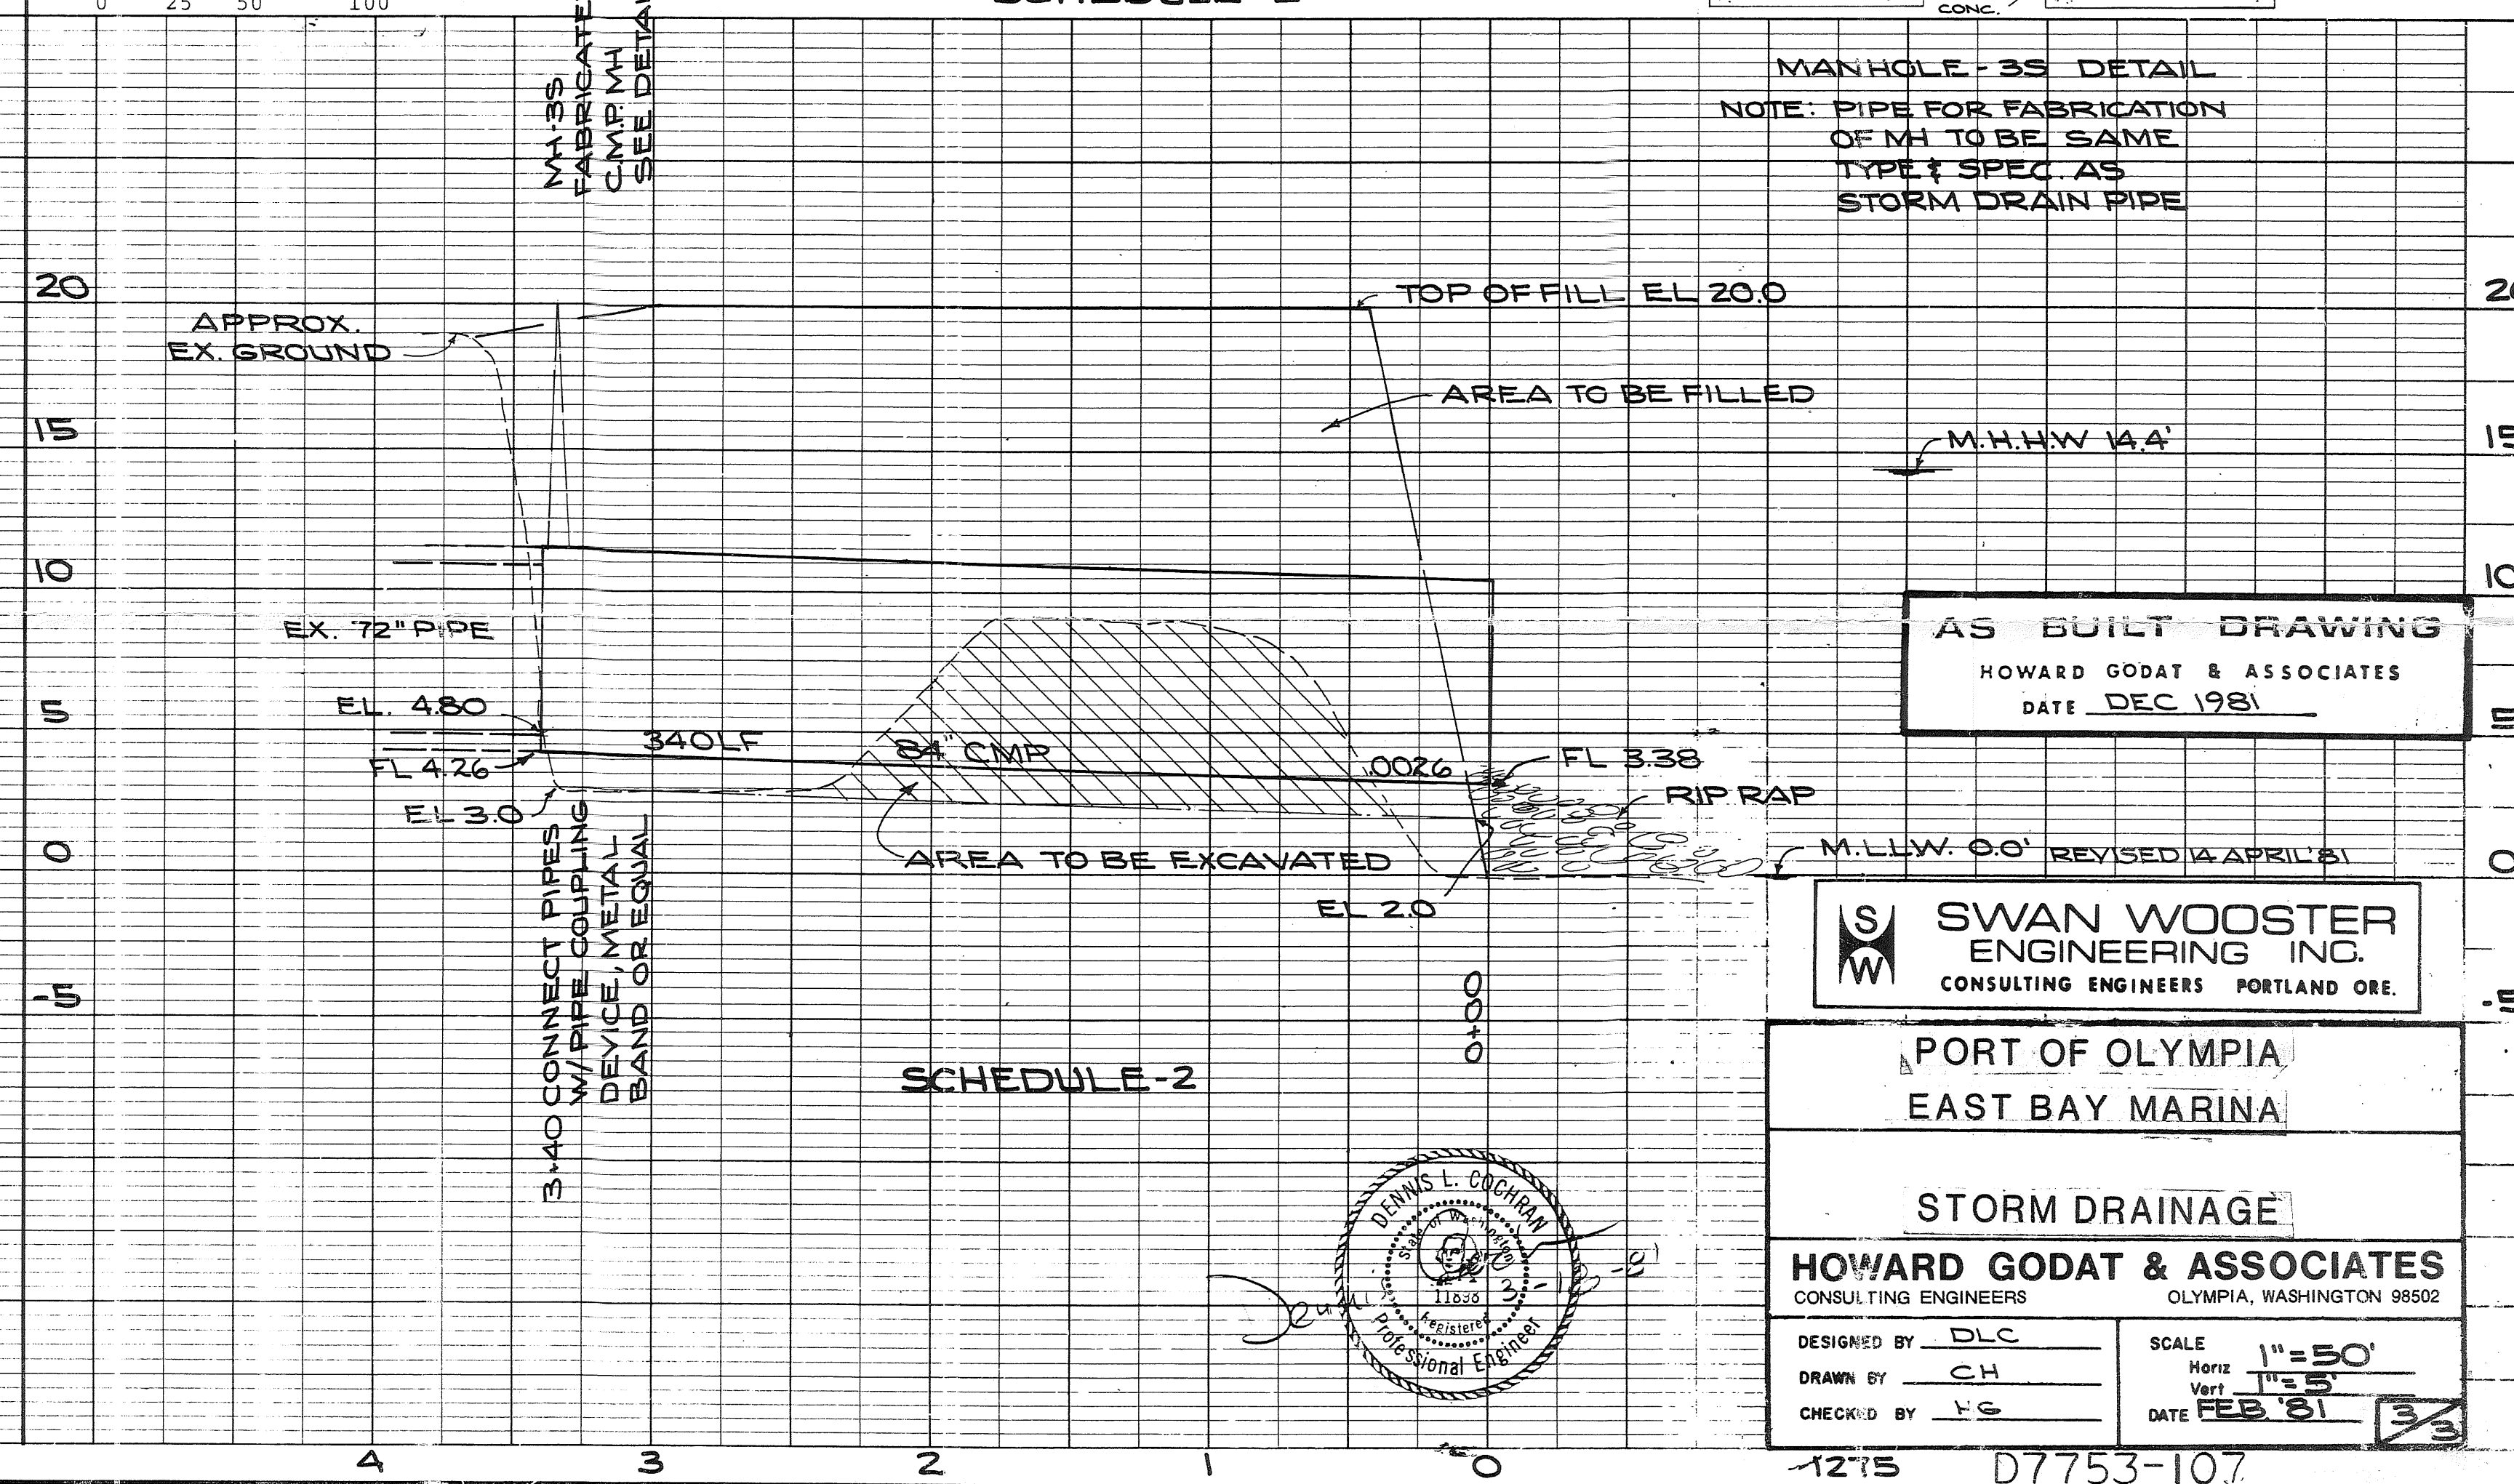 0 25 50 100
CONC.
MH-3S
FABRICATE
C.M.P. MH
SEE DETAI
MANHOLE - 3S DETAIL
NOTE: PIPE FOR FABRICATION
OF MH TO BE SAME
TYPE & SPEC. AS
STORM DRAIN PIPE
20
TOP OF FILL EL 20.0
APPROX.
EX. GROUND
AREA TO BE FILLED
15
M.H.H.W 14.4'
15
10
10
EX. 72" PIPE
AS BUILT DRAWING
HOWARD GODAT & ASSOCIATES
DATE DEC 1981
5
EL. 4.80
340LF
84" CMP
.0026
FL 4.26
FL 3.38
EL 3.0
RIP RAP
0
AREA TO BE EXCAVATED
M.L.L.W. 0.0' REVISED 14 APRIL '81
0
EL 2.0
SWAN WOOSTER
ENGINEERING INC.
CONSULTING ENGINEERS PORTLAND ORE.
S
W
-5
3+40 CONNECT PIPES
W/PIPE COUPLING
DEVICE, METAL
BAND OR EQUAL
0+00
SCHEDULE-2
PORT OF OLYMPIA
EAST BAY MARINA
STORM DRAINAGE
HOWARD GODAT & ASSOCIATES
CONSULTING ENGINEERS OLYMPIA, WASHINGTON 98502
DESIGNED BY DLC
DRAWN BY CH
CHECKED BY HG
SCALE
Horiz 1"=50'
Vert 1"=5'
DATE FEB. '81
3/3
DENNIS L. COCHRAN
State of Washington
11898
Registered
Professional Engineer
4 3 2 1 0
1275
D7753-107